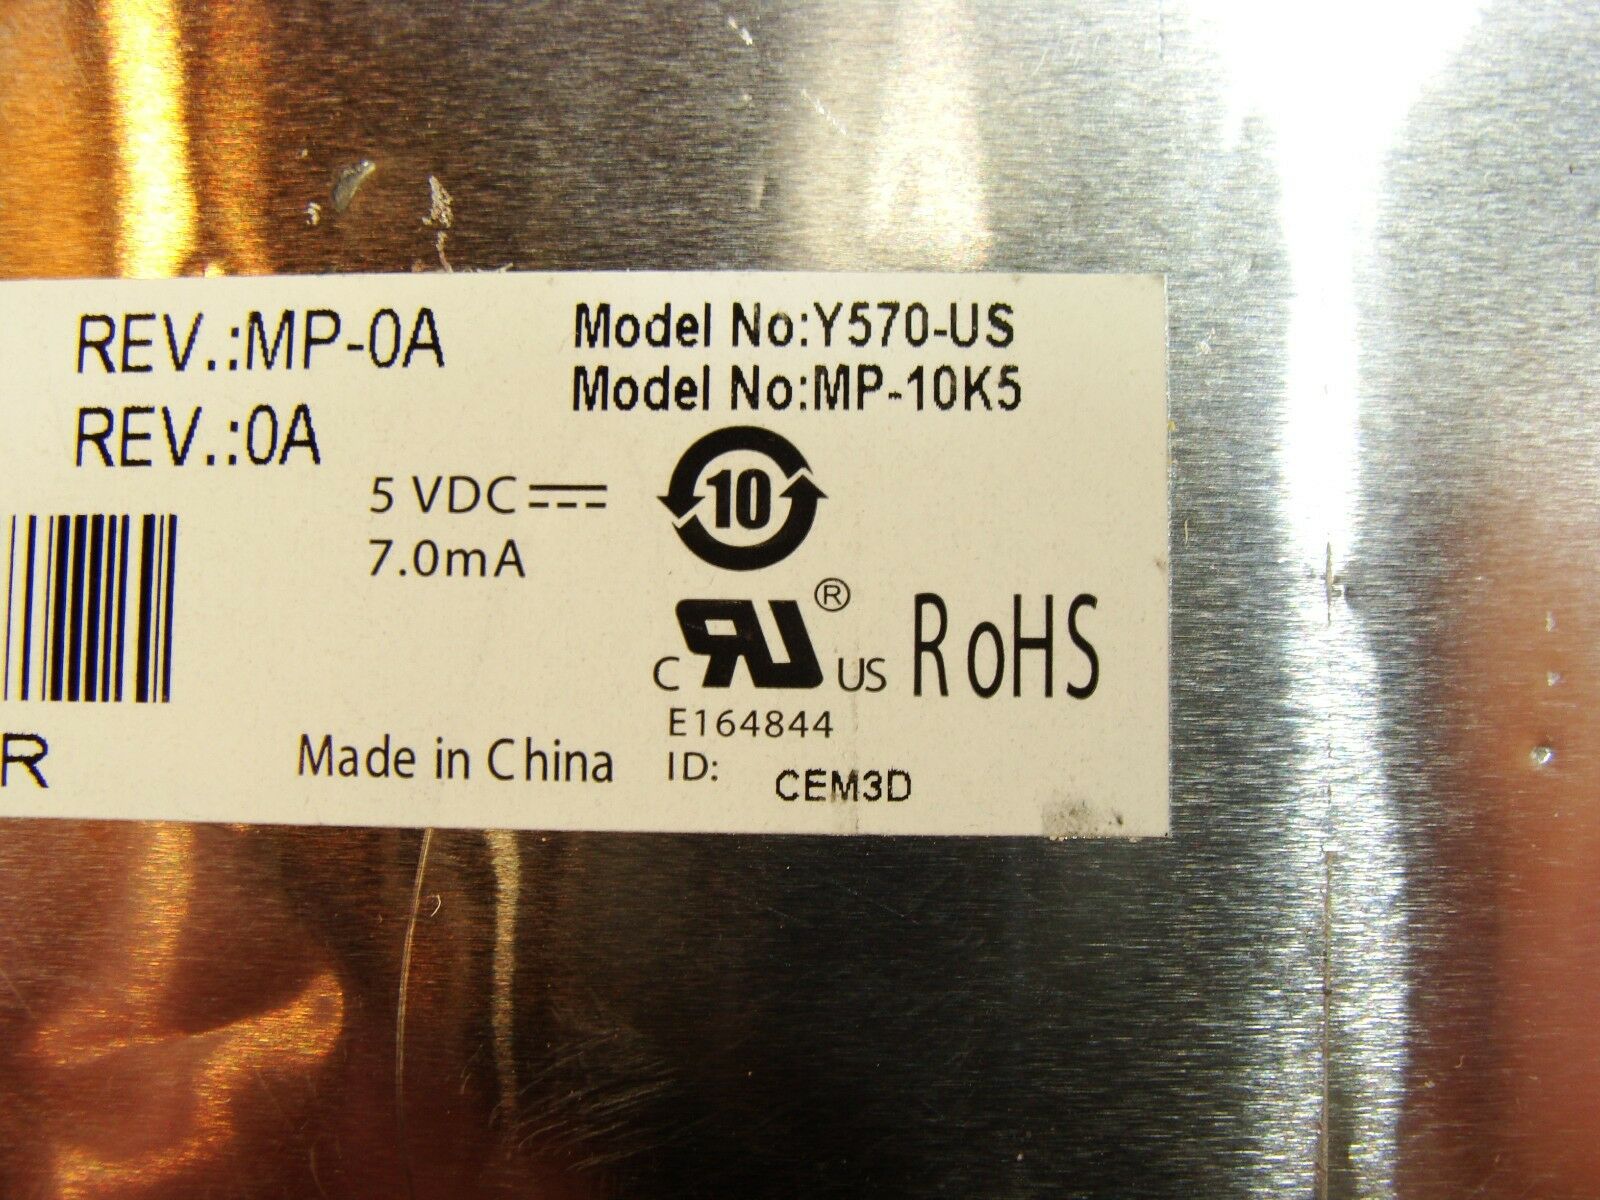 REV.:MP-0A
REV.:0A
Model No:Y570-US
Model No:MP-10K5
5 VDC
7.0mA
10
C RU ® US
RoHS
E164844
ID: CEM3D
Made in China
R